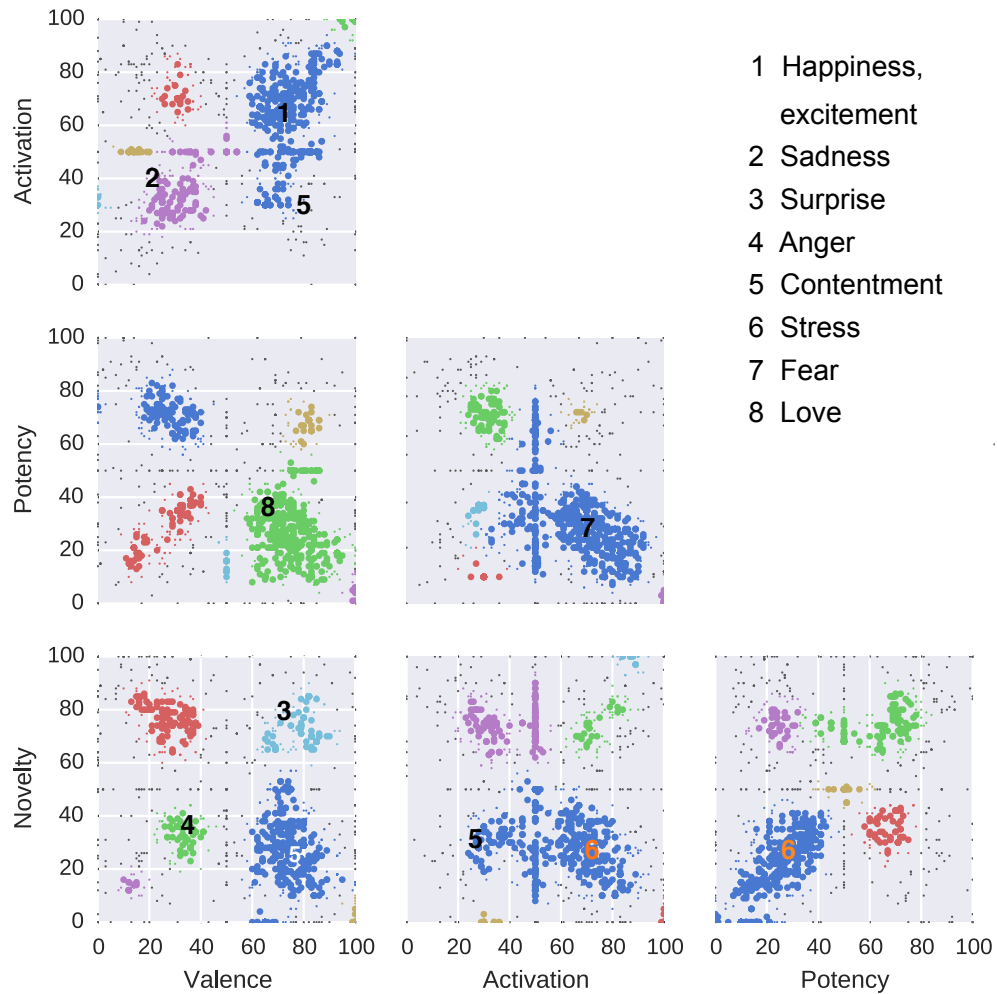 100
80
60
40
20
0
Activation
1
2
5
1 Happiness,
excitement
2 Sadness
3 Surprise
4 Anger
5 Contentment
6 Stress
7 Fear
8 Love
100
80
60
40
20
0
Potency
8
7
100
80
60
40
20
0
Novelty
3
4
5
6
6
0 20 40 60 80 100
Valence
0 20 40 60 80 100
Activation
0 20 40 60 80 100
Potency